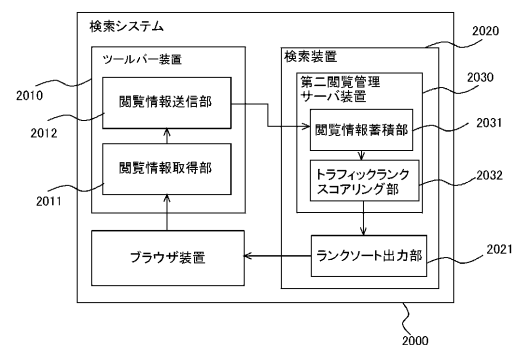 検索システム
2020
検索装置
ツールバー装置
2010
第二閲覧管理
サーバ装置
2030
閲覧情報送信部
2012
閲覧情報蓄積部
2031
閲覧情報取得部
2011
トラフィックランク
スコアリング部
2032
ブラウザ装置
ランクソート出力部
2021
2000